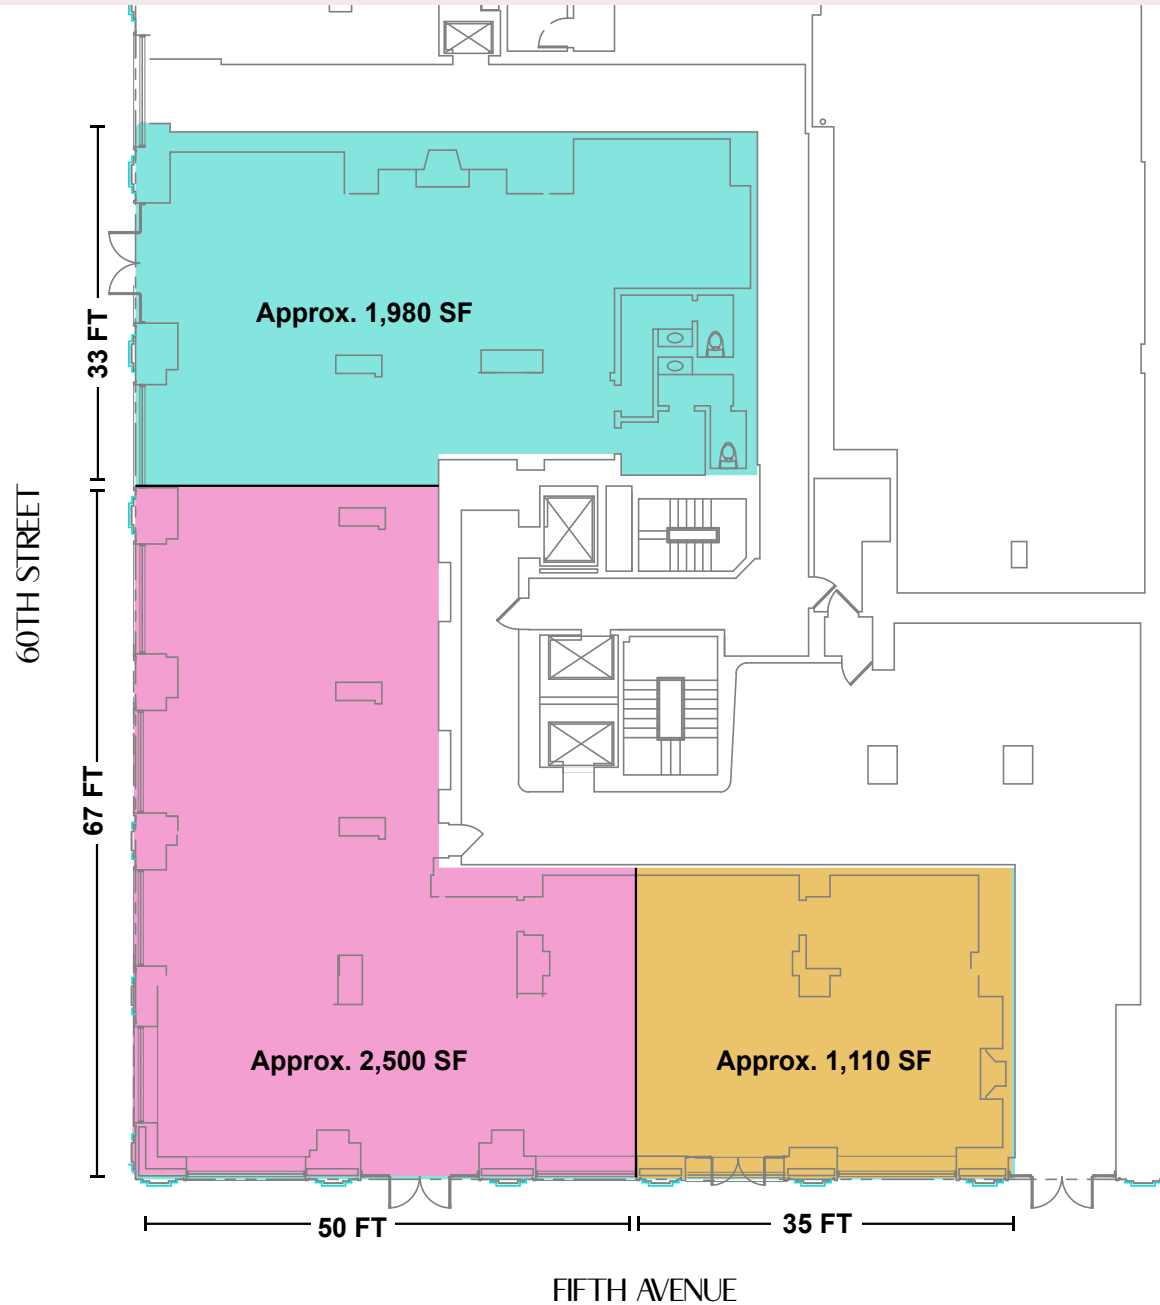 Approx. 1,980 SF
33 FT
60TH STREET
67 FT
Approx. 2,500 SF
Approx. 1,110 SF
50 FT
35 FT
FIFTH AVENUE